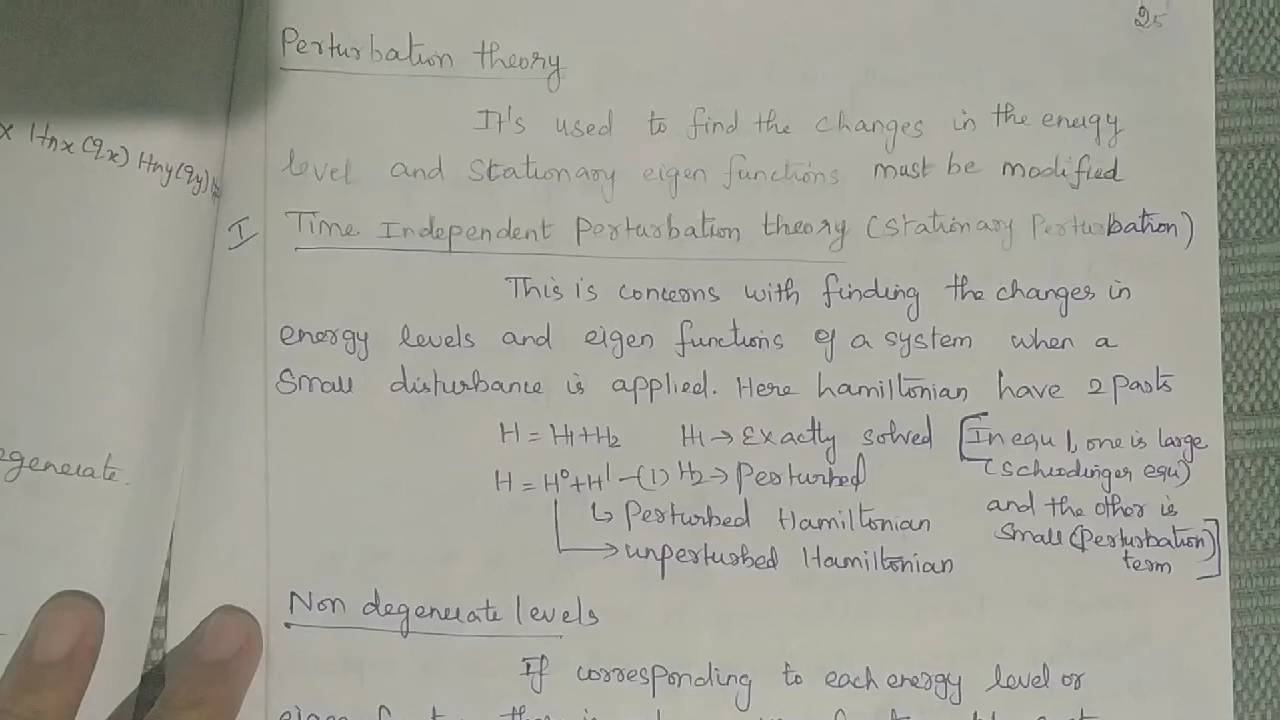 25
Perturbation theory
It's used to find the changes in the energy
level and stationary eigen functions must be modified
I Time Independent Perturbation theory (Stationary Perturbation)
This is concerns with finding the changes in
energy levels and eigen functions of a system when a
small disturbance is applied. Here hamiltonian have 2 parts
H = H₁+H₂ H₁→ Exactly solved [In equ 1, one is large
(Schrodinger equ)
H = H⁰+H¹ —(1) H₂→ Perturbed
and the other is
↳ Perturbed Hamiltonian
small (Perturbation)
term]
→ unperturbed Hamiltonian
Non degenerate levels
If corresponding to each energy level or
x Hnx (qx) Hny (qy)
egenerate.